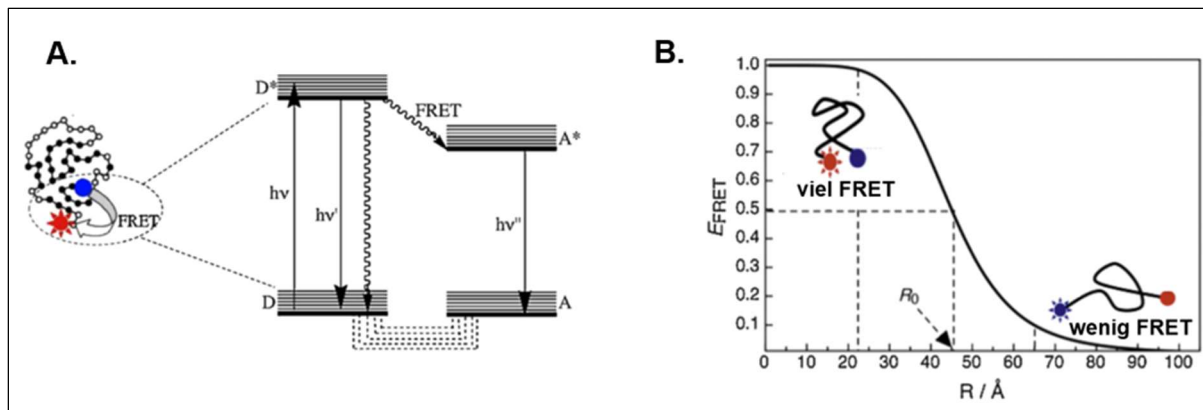 A.
D*
FRET
A*
hν
hν'
hν"
FRET
D
A
B.
1.0
0.9
0.8
0.7
0.6
0.5
0.4
0.3
0.2
0.1
E_FRET
viel FRET
R₀
wenig FRET
0 10 20 30 40 50 60 70 80 90 100
R / Å